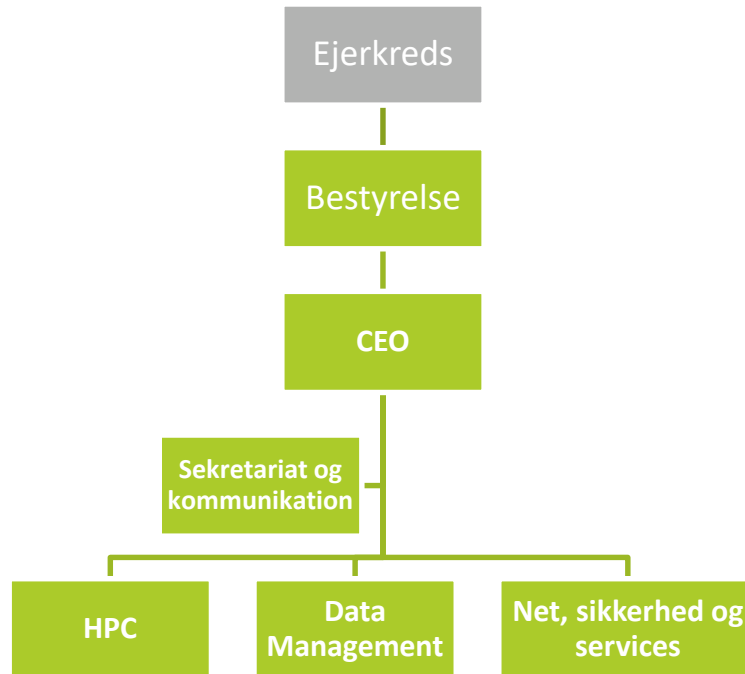 Ejerkreds
Bestyrelse
CEO
Sekretariat og
kommunikation
HPC
Data
Management
Net, sikkerhed og
services